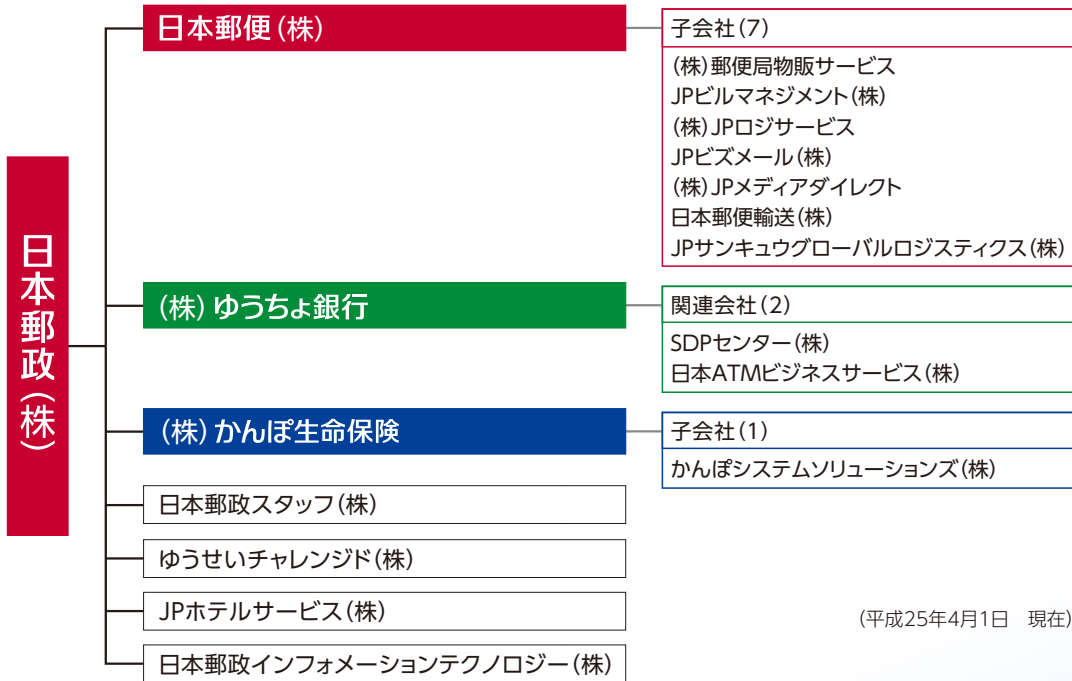 日本郵政(株)
日本郵便(株)
子会社(7)
(株)郵便局物販サービス
JPビルマネジメント(株)
(株)JPロジサービス
JPビズメール(株)
(株)JPメディアダイレクト
日本郵便輸送(株)
JPサンキュウグローバルロジスティクス(株)
(株)ゆうちょ銀行
関連会社(2)
SDPセンター(株)
日本ATMビジネスサービス(株)
(株)かんぽ生命保険
子会社(1)
かんぽシステムソリューションズ(株)
日本郵政スタッフ(株)
ゆうせいチャレンジド(株)
JPホテルサービス(株)
日本郵政インフォメーションテクノロジー(株)
(平成25年4月1日　現在)